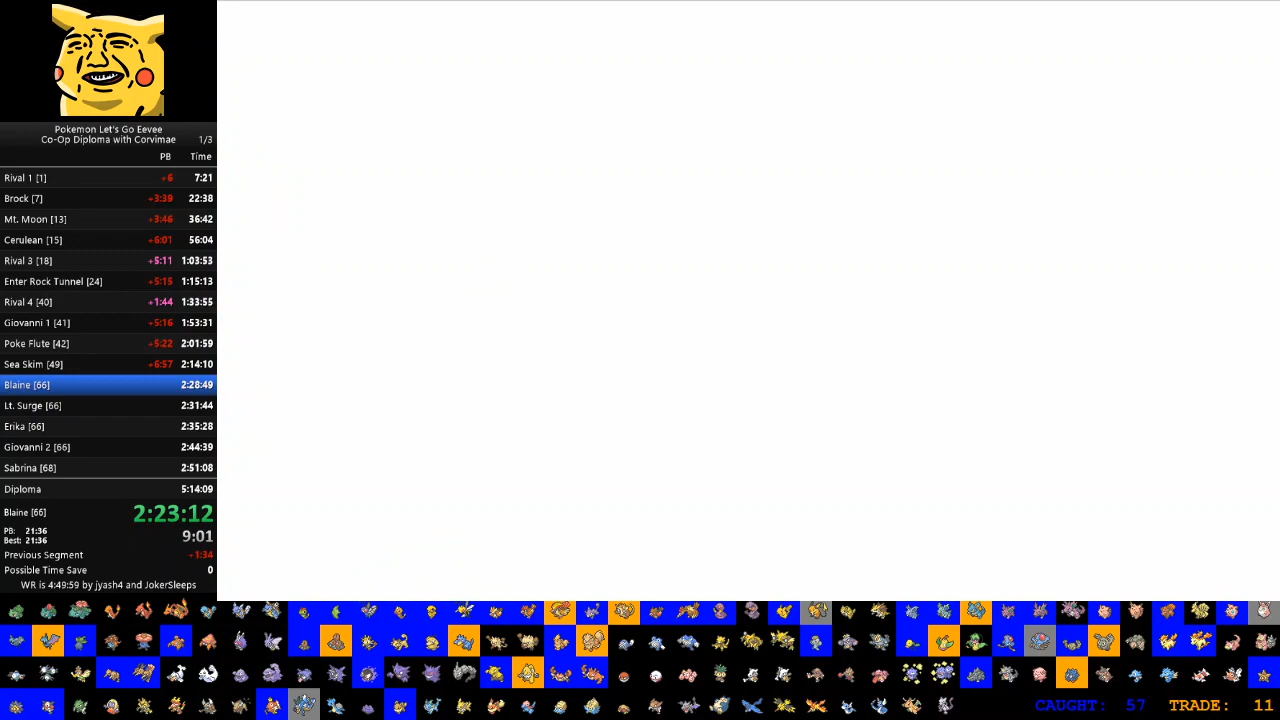 Pokemon Let's Go Eevee
Co-Op Diploma with Corvimae 1/3
PB Time
Rival 1 [1] +6 7:21
Brock [7] +3:39 22:38
Mt. Moon [13] +3:46 36:42
Cerulean [15] +6:01 56:04
Rival 3 [18] +5:11 1:03:53
Enter Rock Tunnel [24] +5:15 1:15:13
Rival 4 [40] +1:44 1:33:55
Giovanni 1 [41] +5:16 1:53:31
Poke Flute [42] +5:22 2:01:59
Sea Skim [49] +6:57 2:14:10
Blaine [66] 2:28:49
Lt. Surge [66] 2:31:44
Erika [66] 2:35:28
Giovanni 2 [66] 2:44:39
Sabrina [68] 2:51:08
Diploma 5:14:09
Blaine [66] 2:23:12
PB: 21:36
Best: 21:36
9:01
Previous Segment +1:34
Possible Time Save 0
WR is 4:49:59 by jyash4 and JokerSleeps
CAUGHT: 57 TRADE: 11